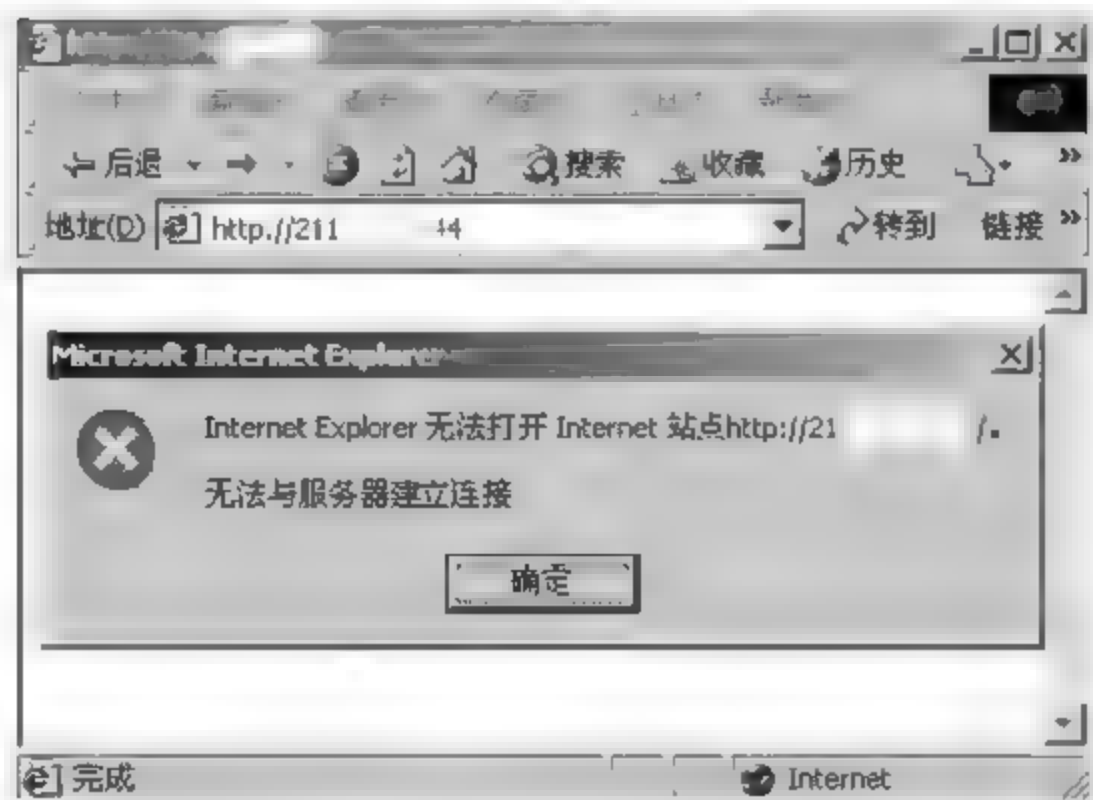 后退 搜索 收藏 历史 »
地址(D) http://211 44 转到 链接 »
Microsoft Internet Explorer
Internet Explorer 无法打开 Internet 站点http://21 /.
无法与服务器建立连接
确定
完成 Internet